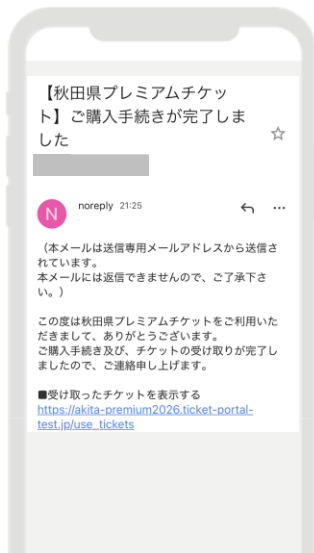 【秋田県プレミアムチケッ
ト】ご購入手続きが完了しま
した
N
noreply 21:25
（本メールは送信専用メールアドレスから送信さ
れています。
本メールには返信できませんので、ご了承下さ
い。）
この度は秋田県プレミアムチケットをご利用いた
だきまして、ありがとうございます。
ご購入手続き及び、チケットの受け取りが完了し
ましたので、ご連絡申し上げます。
■受け取ったチケットを表示する
https://akita-premium2026.ticket-portal-
test.jp/use_tickets